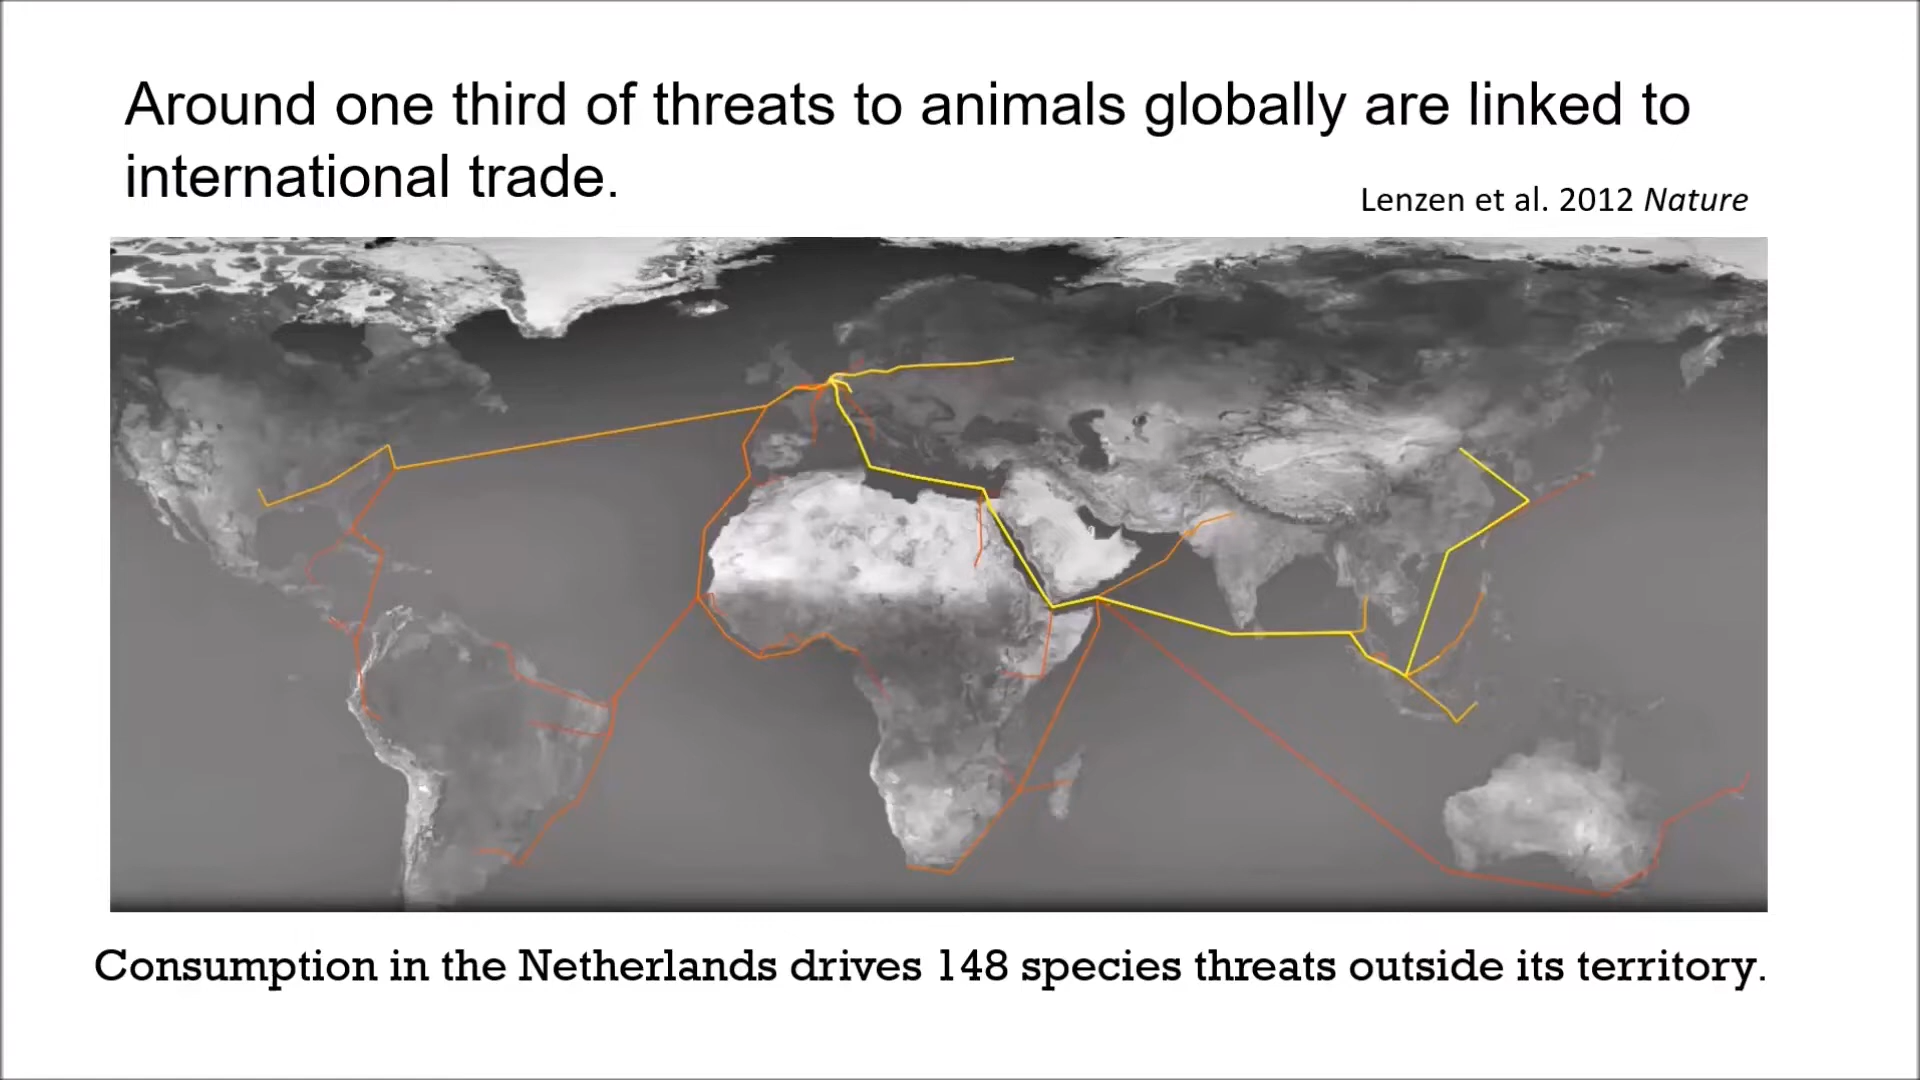 Around one third of threats to animals globally are linked to
international trade.
Lenzen et al. 2012 Nature
Consumption in the Netherlands drives 148 species threats outside its territory.